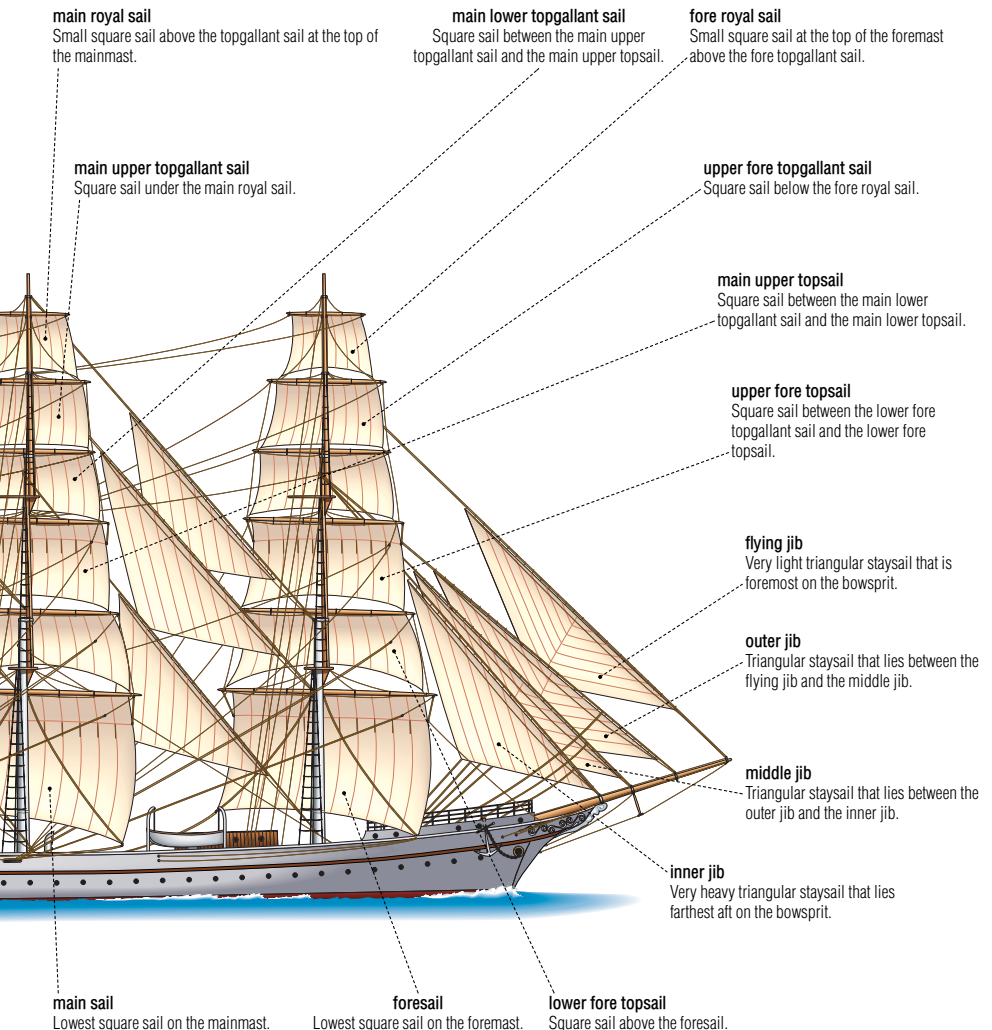 main royal sail
Small square sail above the topgallant sail at the top of
the mainmast.
main lower topgallant sail
Square sail between the main upper
topgallant sail and the main upper topsail.
fore royal sail
Small square sail at the top of the foremast
above the fore topgallant sail.
main upper topgallant sail
Square sail under the main royal sail.
upper fore topgallant sail
Square sail below the fore royal sail.
main upper topsail
Square sail between the main lower
topgallant sail and the main lower topsail.
upper fore topsail
Square sail between the lower fore
topgallant sail and the lower fore
topsail.
flying jib
Very light triangular staysail that is
foremost on the bowsprit.
outer jib
Triangular staysail that lies between the
flying jib and the middle jib.
middle jib
Triangular staysail that lies between the
outer jib and the inner jib.
inner jib
Very heavy triangular staysail that lies
farthest aft on the bowsprit.
main sail
Lowest square sail on the mainmast.
foresail
Lowest square sail on the foremast.
lower fore topsail
Square sail above the foresail.